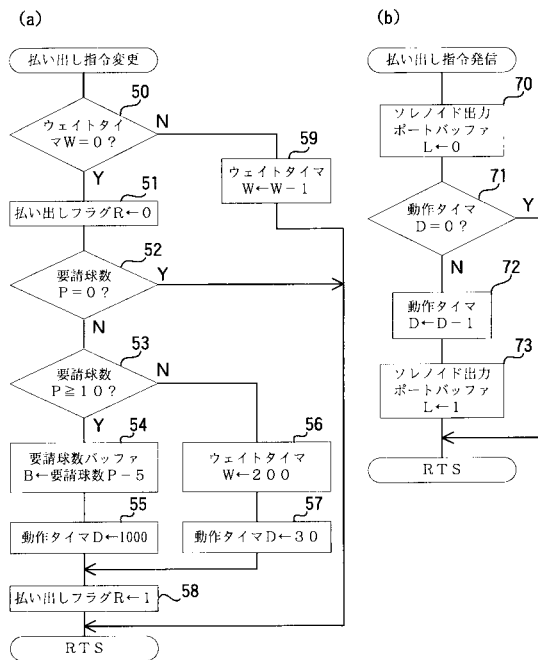 (a)
払い出し指令変更
50
ウェイトタイ
マW=0?
N
Y
59
ウェイトタイマ
W←W-1
51
払い出しフラグR←0
52
要請球数
P=0?
Y
N
53
要請球数
P≧10?
N
Y
54
要請球数バッファ
B←要請球数P-5
56
ウェイトタイマ
W←200
55
動作タイマD←1000
57
動作タイマD←30
払い出しフラグR←1
58
RTS
(b)
払い出し指令発信
70
ソレノイド出力
ポートバッファ
L←0
71
動作タイマ
D=0?
Y
N
72
動作タイマ
D←D-1
73
ソレノイド出力
ポートバッファ
L←1
RTS